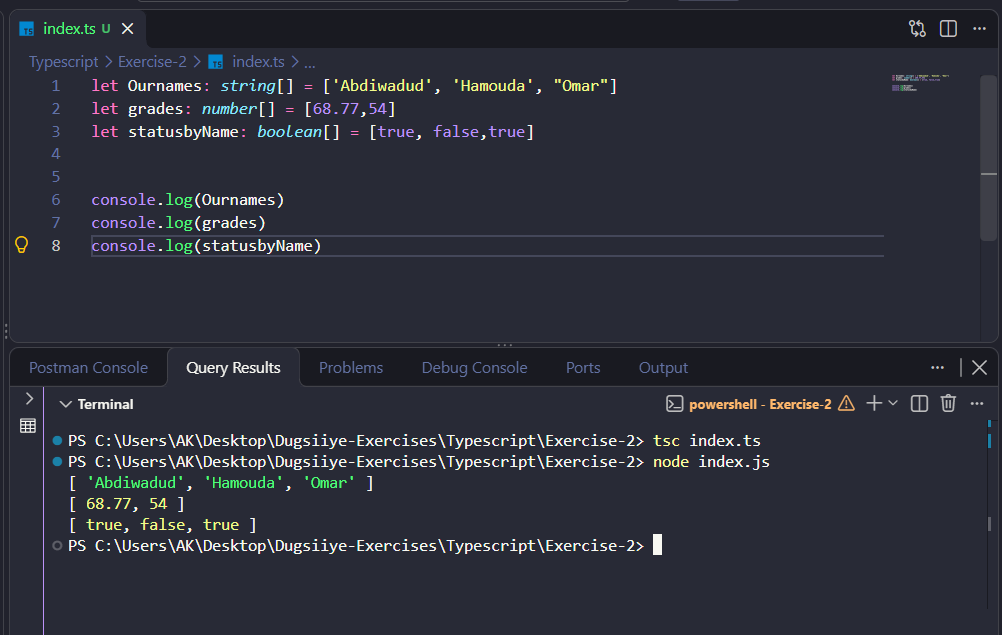 index.ts U
Typescript > Exercise-2 > index.ts > ...
1 let Ournames: string[] = ['Abdiwadud', 'Hamouda', "Omar"]
2 let grades: number[] = [68.77,54]
3 let statusbyName: boolean[] = [true, false,true]
4
5
6 console.log(Ournames)
7 console.log(grades)
8 console.log(statusbyName)
Postman Console Query Results Problems Debug Console Ports Output
Terminal powershell - Exercise-2
PS C:\Users\AK\Desktop\Dugsiiye-Exercises\Typescript\Exercise-2> tsc index.ts
PS C:\Users\AK\Desktop\Dugsiiye-Exercises\Typescript\Exercise-2> node index.js
[ 'Abdiwadud', 'Hamouda', 'Omar' ]
[ 68.77, 54 ]
[ true, false, true ]
PS C:\Users\AK\Desktop\Dugsiiye-Exercises\Typescript\Exercise-2>